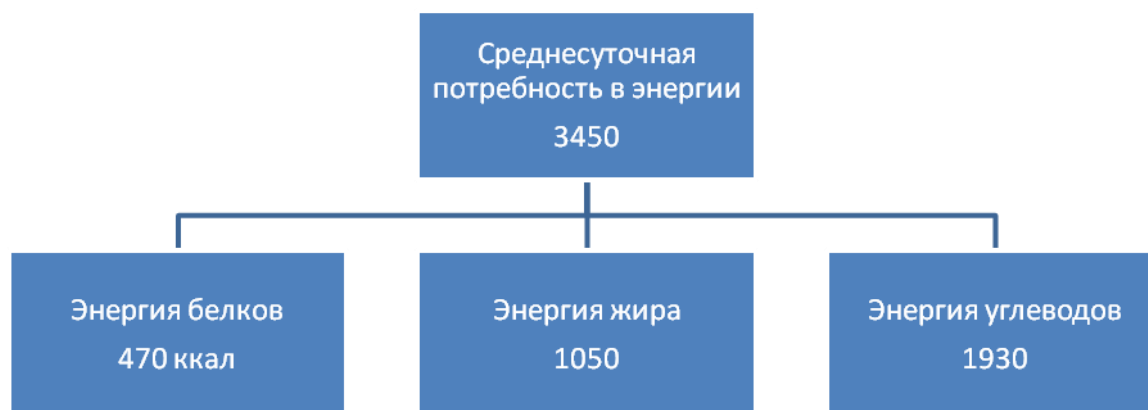 Среднесуточная
потребность в энергии
3450
Энергия белков
470 ккал
Энергия жира
1050
Энергия углеводов
1930